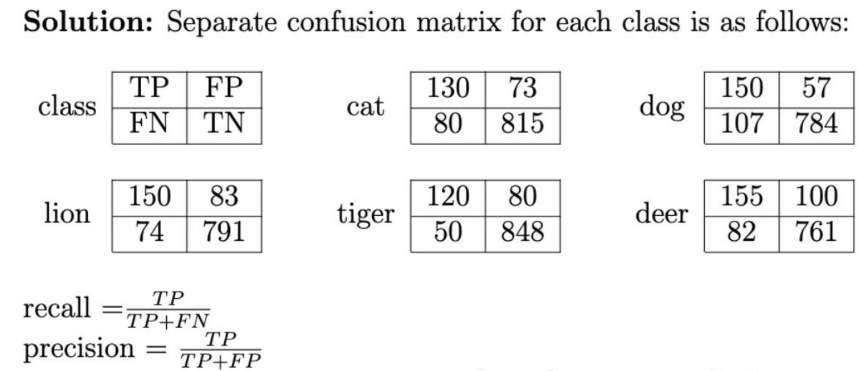 Solution: Separate confusion matrix for each class is as follows:
class TP FP FN TN
cat 130 73 80 815
dog 150 57 107 784
lion 150 83 74 791
tiger 120 80 50 848
deer 155 100 82 761
recall = TP/TP+FN
precision = TP/TP+FP